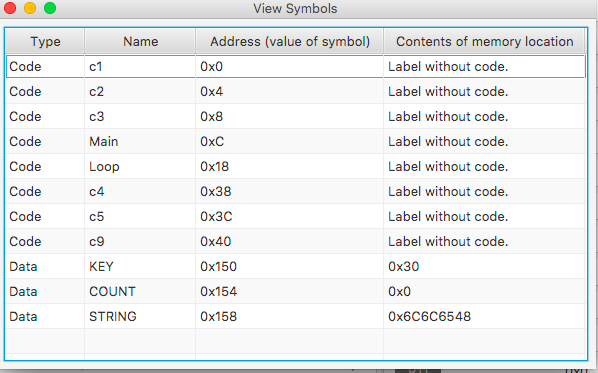 View Symbols
Type Name Address (value of symbol) Contents of memory location
Code c1 0x0 Label without code.
Code c2 0x4 Label without code.
Code c3 0x8 Label without code.
Code Main 0xC Label without code.
Code Loop 0x18 Label without code.
Code c4 0x38 Label without code.
Code c5 0x3C Label without code.
Code c9 0x40 Label without code.
Data KEY 0x150 0x30
Data COUNT 0x154 0x0
Data STRING 0x158 0x6C6C6548